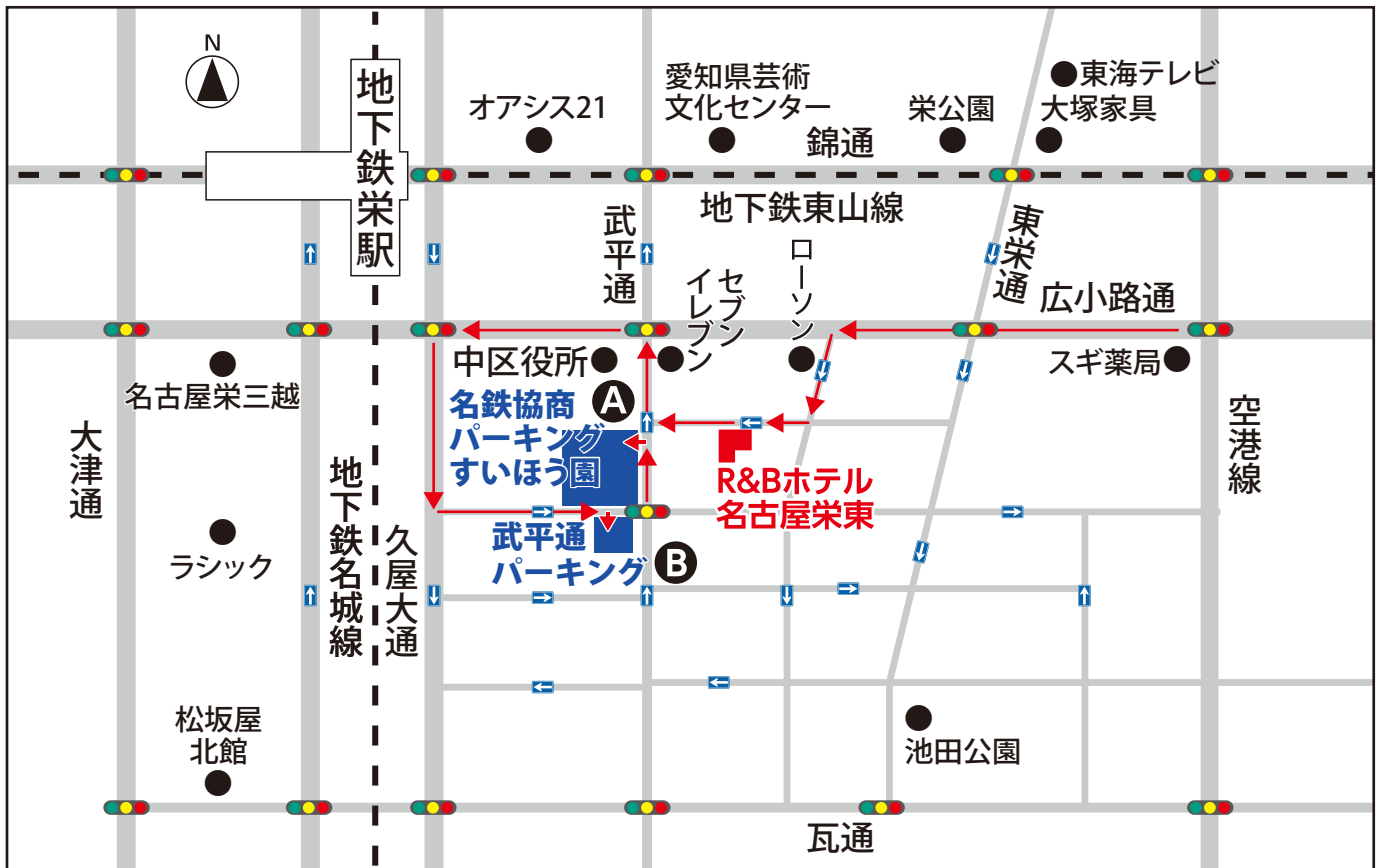 N
地下鉄栄駅
オアシス21
愛知県芸術
文化センター
栄公園
東海テレビ
大塚家具
錦通
地下鉄東山線
武平通
セブン
イレブン
ローソン
東栄通
広小路通
中区役所
スギ薬局
名古屋栄三越
名鉄協商
パーキング
すいほう園
A
大津通
空港線
R&Bホテル
名古屋栄東
地下鉄名城線
久屋大通
ラシック
武平通
パーキング
B
松坂屋
北館
池田公園
瓦通